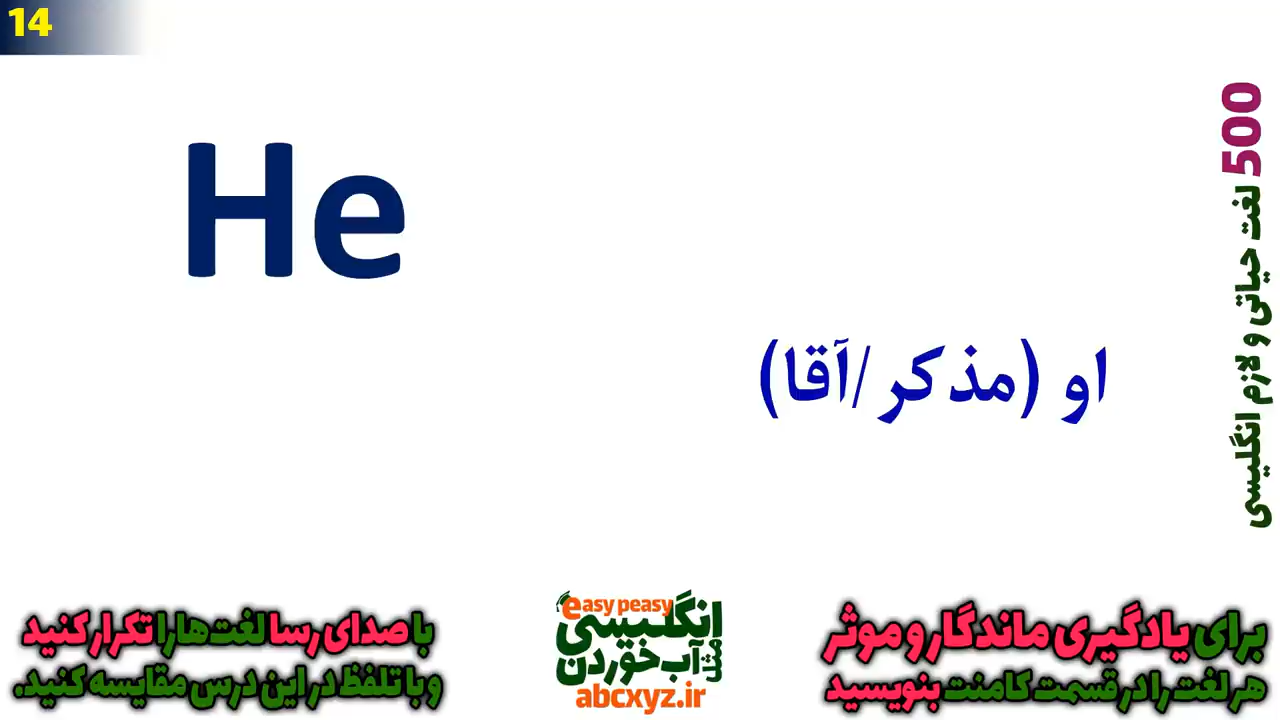 14
He
او (مذکر/آقا)
500 لغت حیاتی و لازم انگلیسی
برای یادگیری ماندگار و موثر
هر لغت را در قسمت کامنت بنویسید
easy peasy
انگلیسی
مثل آب خوردن
abcxyz.ir
با صدای رسا لغت‌ها را تکرار کنید
و با تلفظ در این درس مقایسه کنید.